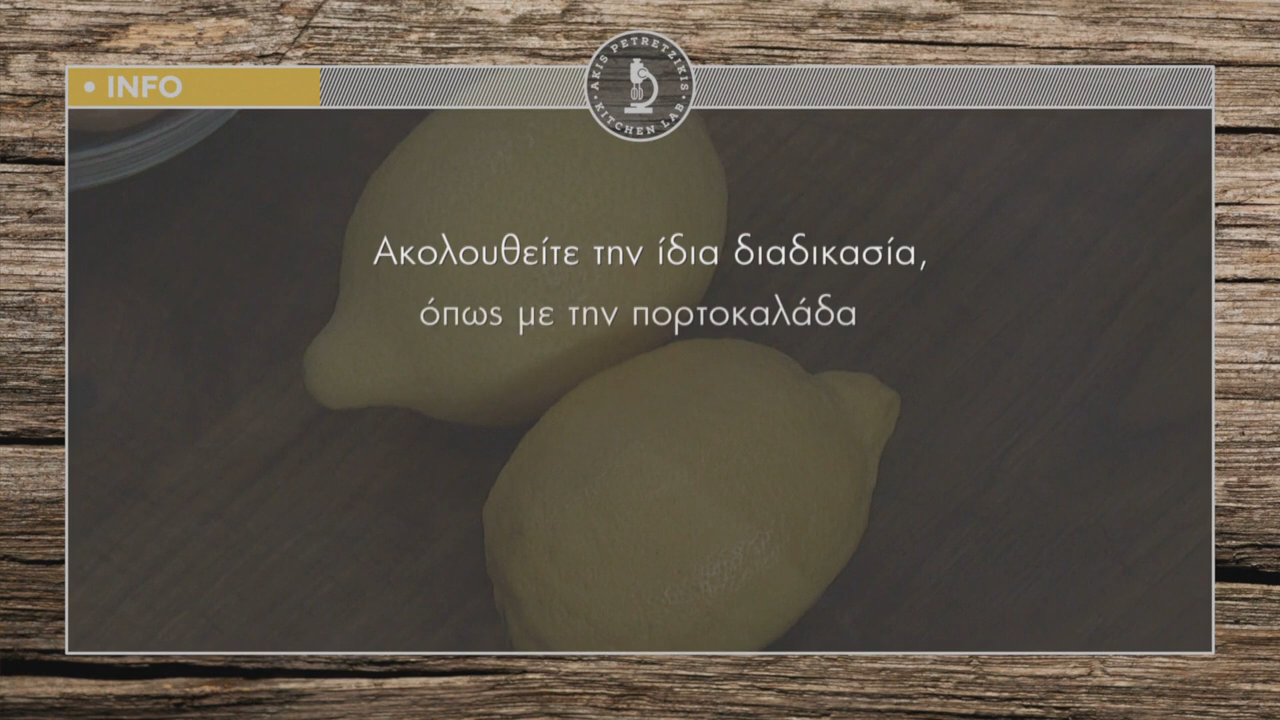 • INFO
AKIS PETRETZIKIS
• KITCHEN LAB •
Ακολουθείτε την ίδια διαδικασία,
όπως με την πορτοκαλάδα